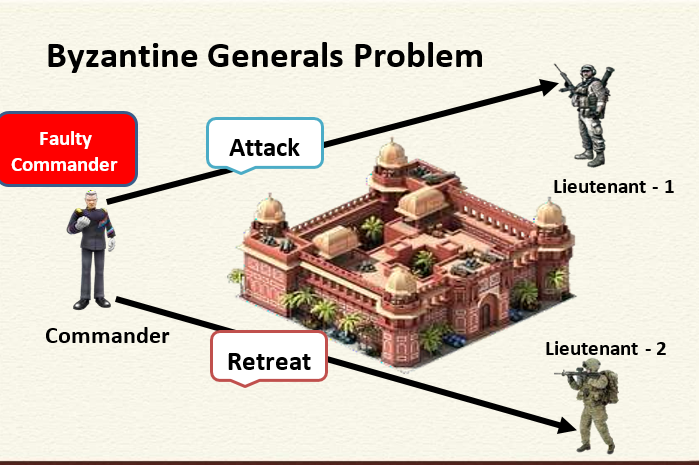 Byzantine Generals Problem
Faulty
Commander
Attack
Lieutenant - 1
Commander
Retreat
Lieutenant - 2